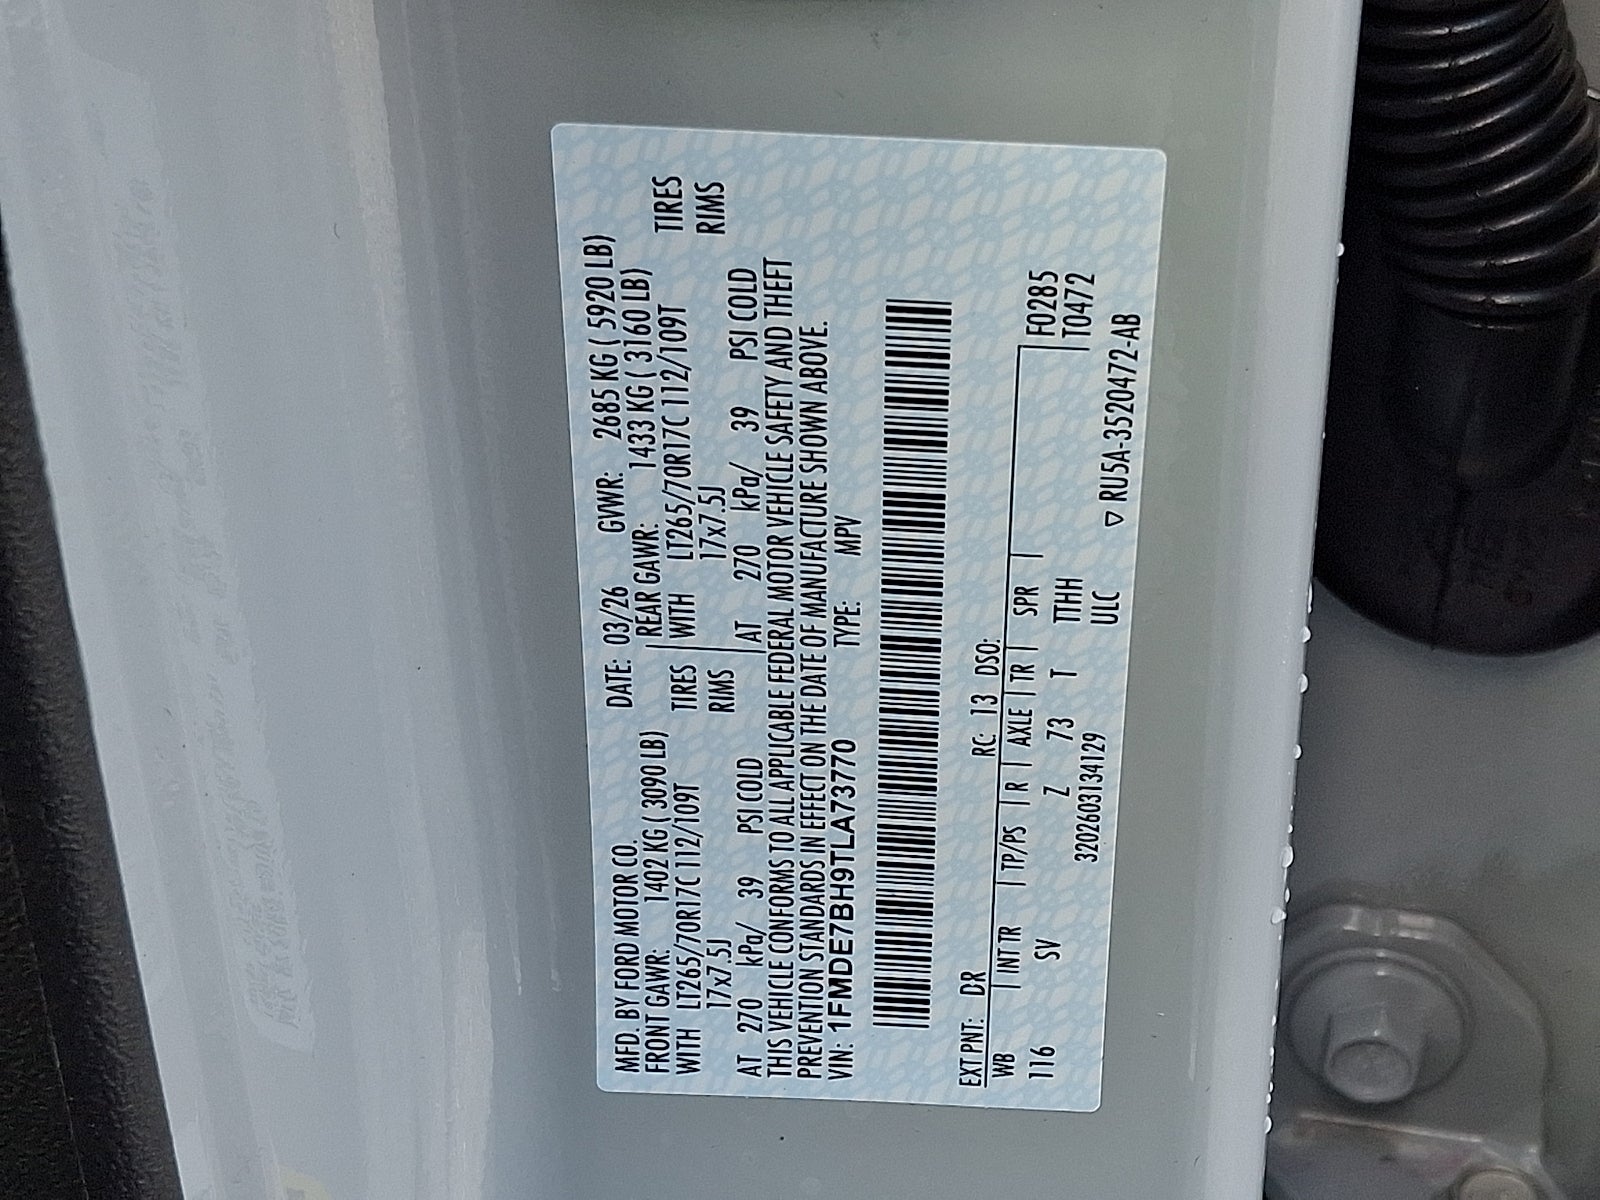 MFD. BY FORD MOTOR CO. DATE: 03/26 GVWR: 2685 KG ( 5920 LB)
FRONT GAWR: 1402 KG ( 3090 LB) REAR GAWR: 1433 KG ( 3160 LB)
WITH LT265/70R17C 112/109T TIRES WITH LT265/70R17C 112/109T TIRES
17x7.5J RIMS 17x7.5J RIMS
AT 270 kPa/ 39 PSI COLD AT 270 kPa/ 39 PSI COLD
THIS VEHICLE CONFORMS TO ALL APPLICABLE FEDERAL MOTOR VEHICLE SAFETY AND THEFT
PREVENTION STANDARDS IN EFFECT ON THE DATE OF MANUFACTURE SHOWN ABOVE.
VIN: 1FMDE7BH9TLA73770 TYPE: MPV
EXT PNT: DR RC: 13 DSO:
WB INT TR TP/PS R AXLE TR SPR F0285
116 SV Z 73 T TTHH T0472
3202603134129 ULC ▽ RU5A-3520472-AB